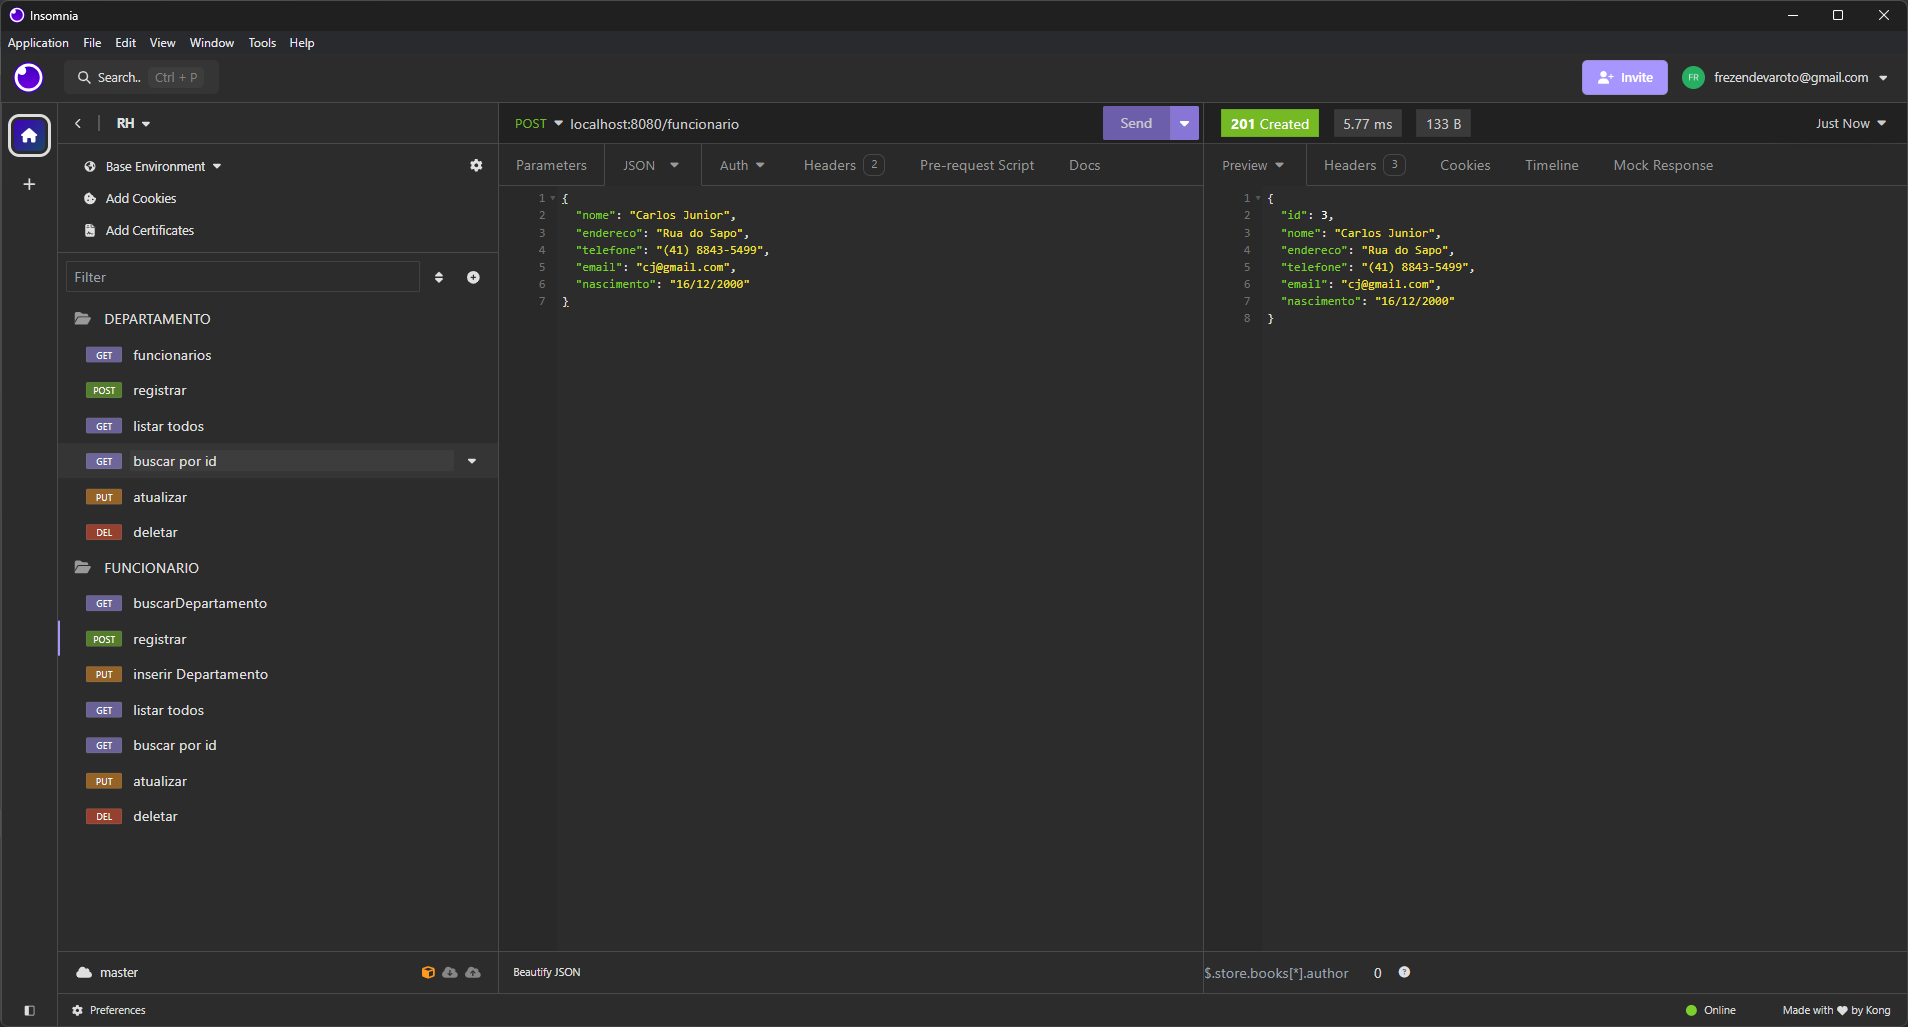 Insomnia
Application File Edit View Window Tools Help
Search.. Ctrl + P
Invite
FR frezendevaroto@gmail.com
RH
Base Environment
Add Cookies
Add Certificates
Filter
DEPARTAMENTO
GET funcionarios
POST registrar
GET listar todos
GET buscar por id
PUT atualizar
DEL deletar
FUNCIONARIO
GET buscarDepartamento
POST registrar
PUT inserir Departamento
GET listar todos
GET buscar por id
PUT atualizar
DEL deletar
master
POST localhost:8080/funcionario Send
Parameters JSON Auth Headers 2 Pre-request Script Docs
1 {
2 "nome": "Carlos Junior",
3 "endereco": "Rua do Sapo",
4 "telefone": "(41) 8843-5499",
5 "email": "cj@gmail.com",
6 "nascimento": "16/12/2000"
7 }
Beautify JSON
201 Created 5.77 ms 133 B Just Now
Preview Headers 3 Cookies Timeline Mock Response
1 {
2 "id": 3,
3 "nome": "Carlos Junior",
4 "endereco": "Rua do Sapo",
5 "telefone": "(41) 8843-5499",
6 "email": "cj@gmail.com",
7 "nascimento": "16/12/2000"
8 }
$.store.books[*].author 0 ?
Preferences
Online
Made with ♥ by Kong